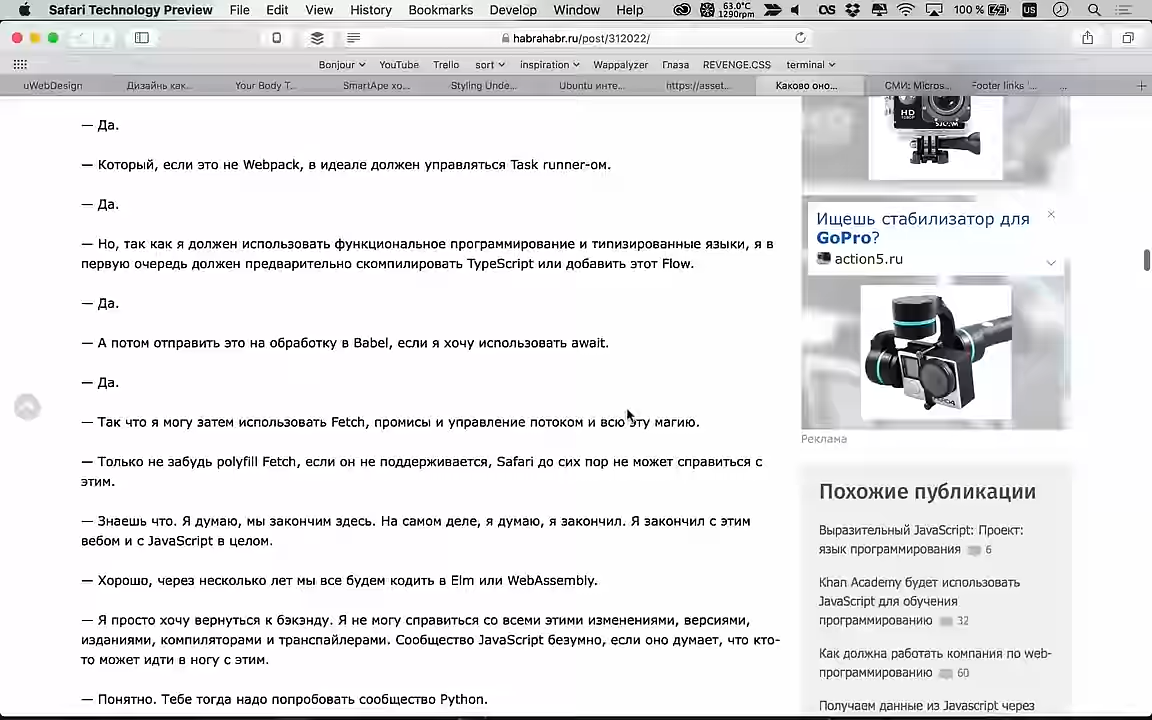 Safari Technology Preview File Edit View History Bookmarks Develop Window Help 63.0°C 1290rpm 100 % US
habrahabr.ru/post/312022/
Bonjour YouTube Trello sort inspiration Wappalyzer Глаза REVENGE.CSS terminal
uWebDesign Дизайнь как... Your Body T... SmartApe хо... Styling Unde... Ubuntu инте... https://asset... Каково оно... СМИ: Micros... Footer links '... ...
— Да.
— Который, если это не Webpack, в идеале должен управляться Task runner-ом.
— Да.
— Но, так как я должен использовать функциональное программирование и типизированные языки, я в
первую очередь должен предварительно скомпилировать TypeScript или добавить этот Flow.
— Да.
— А потом отправить это на обработку в Babel, если я хочу использовать await.
— Да.
— Так что я могу затем использовать Fetch, промисы и управление потоком и всю эту магию.
— Только не забудь polyfill Fetch, если он не поддерживается, Safari до сих пор не может справиться с
этим.
— Знаешь что. Я думаю, мы закончим здесь. На самом деле, я думаю, я закончил. Я закончил с этим
вебом и с JavaScript в целом.
— Хорошо, через несколько лет мы все будем кодить в Elm или WebAssembly.
— Я просто хочу вернуться к бэкэнду. Я не могу справиться со всеми этими изменениями, версиями,
изданиями, компиляторами и транспайлерами. Сообщество JavaScript безумно, если оно думает, что кто-
то может идти в ногу с этим.
— Понятно. Тебе тогда надо попробовать сообщество Python.
HD
1080P
SJCAM
Ищешь стабилизатор для
GoPro?
action5.ru
Реклама
Похожие публикации
Выразительный JavaScript: Проект:
язык программирования 6
Khan Academy будет использовать
JavaScript для обучения
программированию 32
Как должна работать компания по web-
программированию 60
Получаем данные из Javascript через